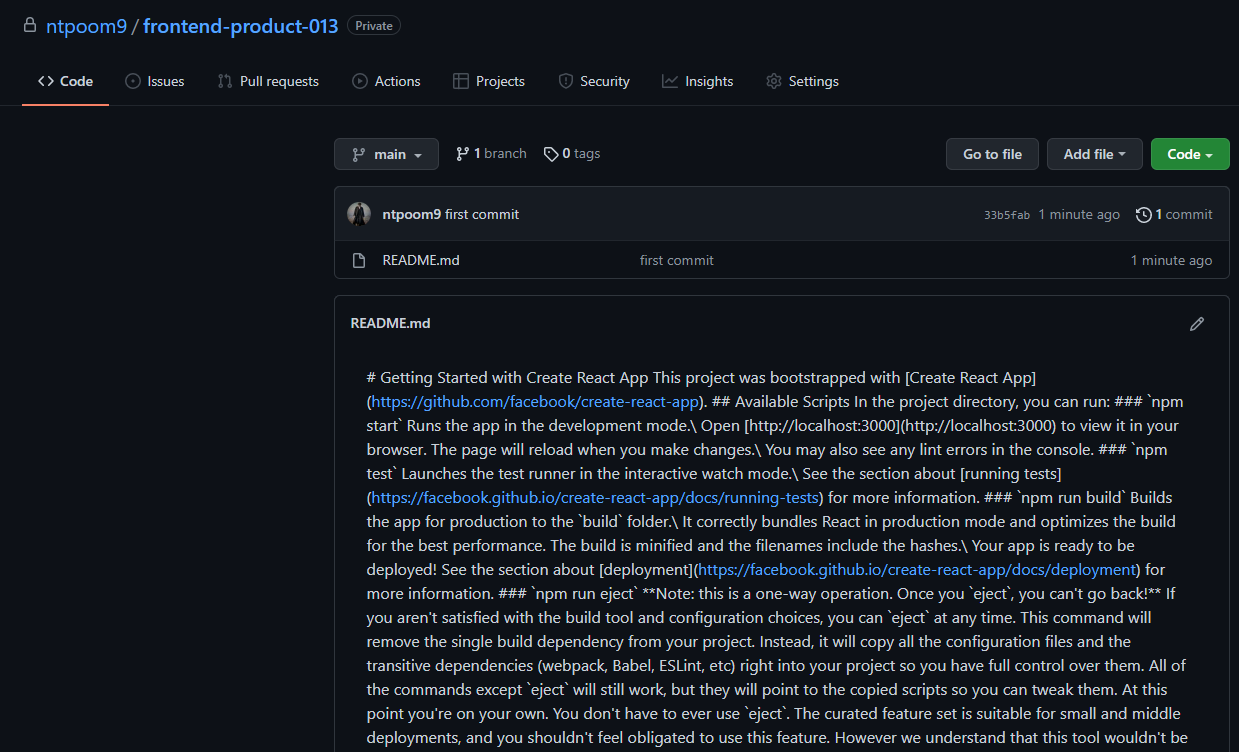 ntpoom9 / frontend-product-013 Private
Code Issues Pull requests Actions Projects Security Insights Settings
main 1 branch 0 tags Go to file Add file Code
ntpoom9 first commit 33b5fab 1 minute ago 1 commit
README.md first commit 1 minute ago
README.md
# Getting Started with Create React App This project was bootstrapped with [Create React App]
(https://github.com/facebook/create-react-app). ## Available Scripts In the project directory, you can run: ### `npm
start` Runs the app in the development mode.\ Open [http://localhost:3000](http://localhost:3000) to view it in your
browser. The page will reload when you make changes.\ You may also see any lint errors in the console. ### `npm
test` Launches the test runner in the interactive watch mode.\ See the section about [running tests]
(https://facebook.github.io/create-react-app/docs/running-tests) for more information. ### `npm run build` Builds
the app for production to the `build` folder.\ It correctly bundles React in production mode and optimizes the build
for the best performance. The build is minified and the filenames include the hashes.\ Your app is ready to be
deployed! See the section about [deployment](https://facebook.github.io/create-react-app/docs/deployment) for
more information. ### `npm run eject` **Note: this is a one-way operation. Once you `eject`, you can't go back!** If
you aren't satisfied with the build tool and configuration choices, you can `eject` at any time. This command will
remove the single build dependency from your project. Instead, it will copy all the configuration files and the
transitive dependencies (webpack, Babel, ESLint, etc) right into your project so you have full control over them. All of
the commands except `eject` will still work, but they will point to the copied scripts so you can tweak them. At this
point you're on your own. You don't have to ever use `eject`. The curated feature set is suitable for small and middle
deployments, and you shouldn't feel obligated to use this feature. However we understand that this tool wouldn't be